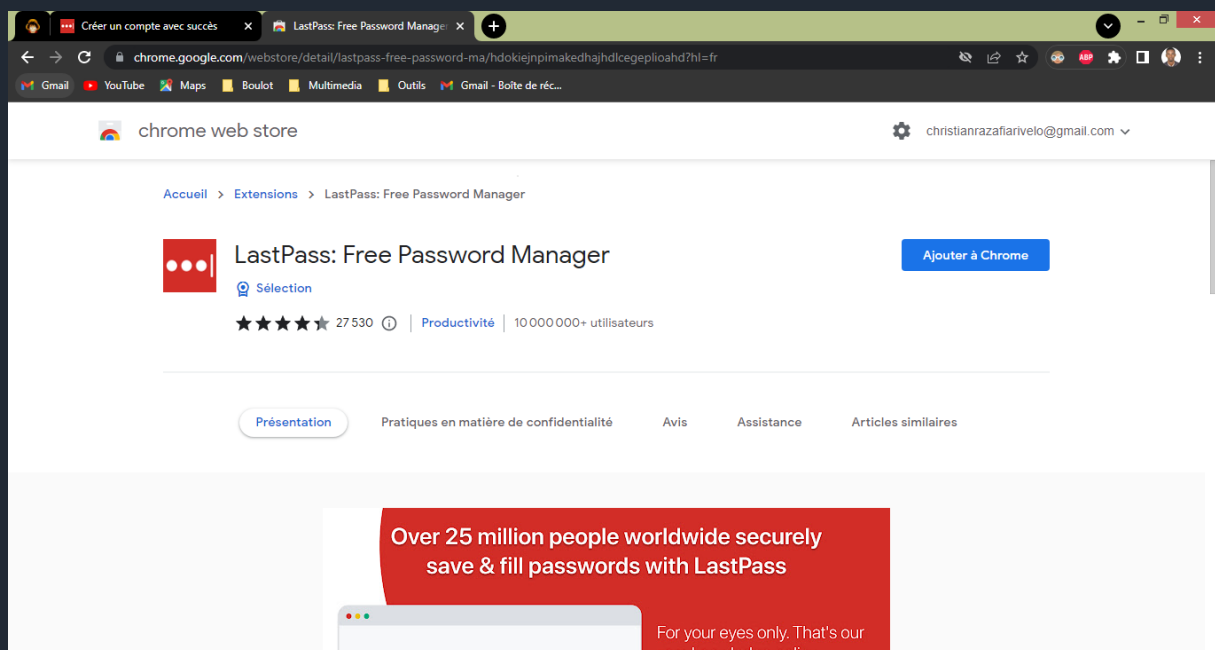 Créer un compte avec succès
LastPass: Free Password Manage
chrome.google.com/webstore/detail/lastpass-free-password-ma/hdokiejnpimakedhajhdlcegeplioahd?hl=fr
ABP
Gmail YouTube Maps Boulot Multimedia Outils Gmail - Boîte de réc...
chrome web store
christianrazafiarivelo@gmail.com
Accueil > Extensions > LastPass: Free Password Manager
LastPass: Free Password Manager
Ajouter à Chrome
Sélection
27 530 | Productivité | 10 000 000+ utilisateurs
Présentation Pratiques en matière de confidentialité Avis Assistance Articles similaires
Over 25 million people worldwide securely
save & fill passwords with LastPass
For your eyes only. That's our